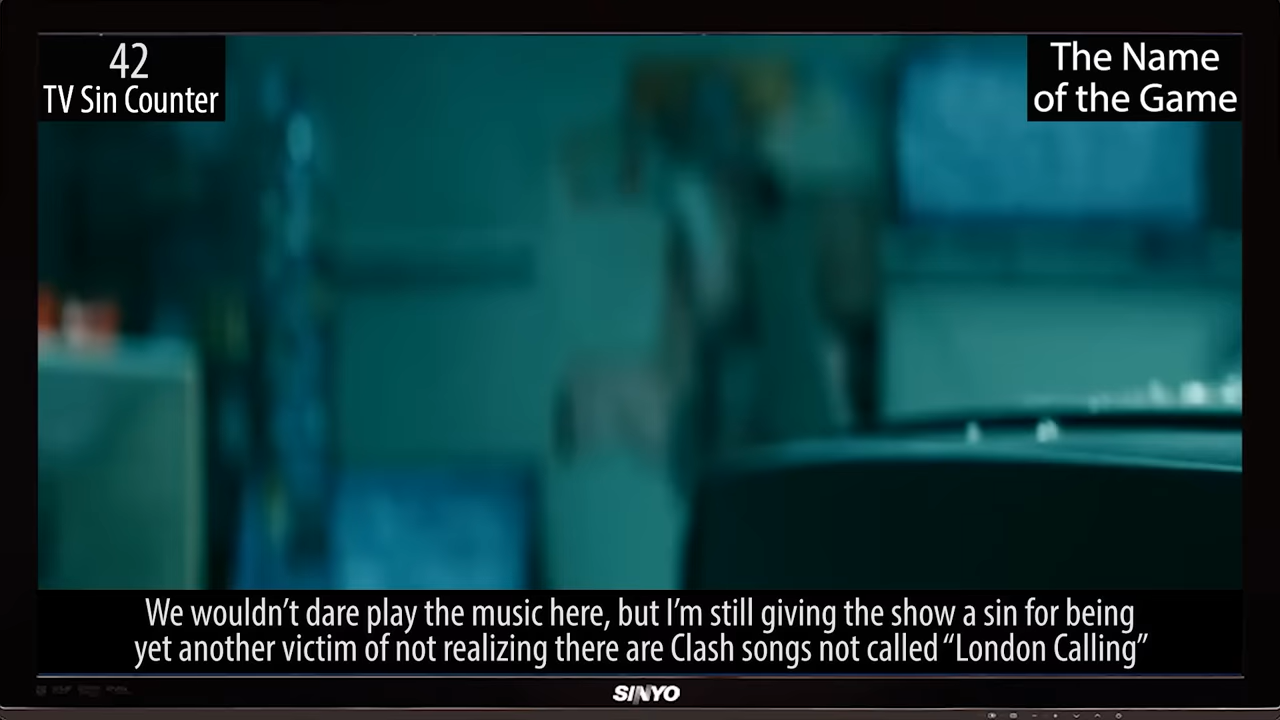 42
TV Sin Counter
The Name
of the Game
We wouldn't dare play the music here, but I'm still giving the show a sin for being
yet another victim of not realizing there are Clash songs not called “London Calling”
SINYO